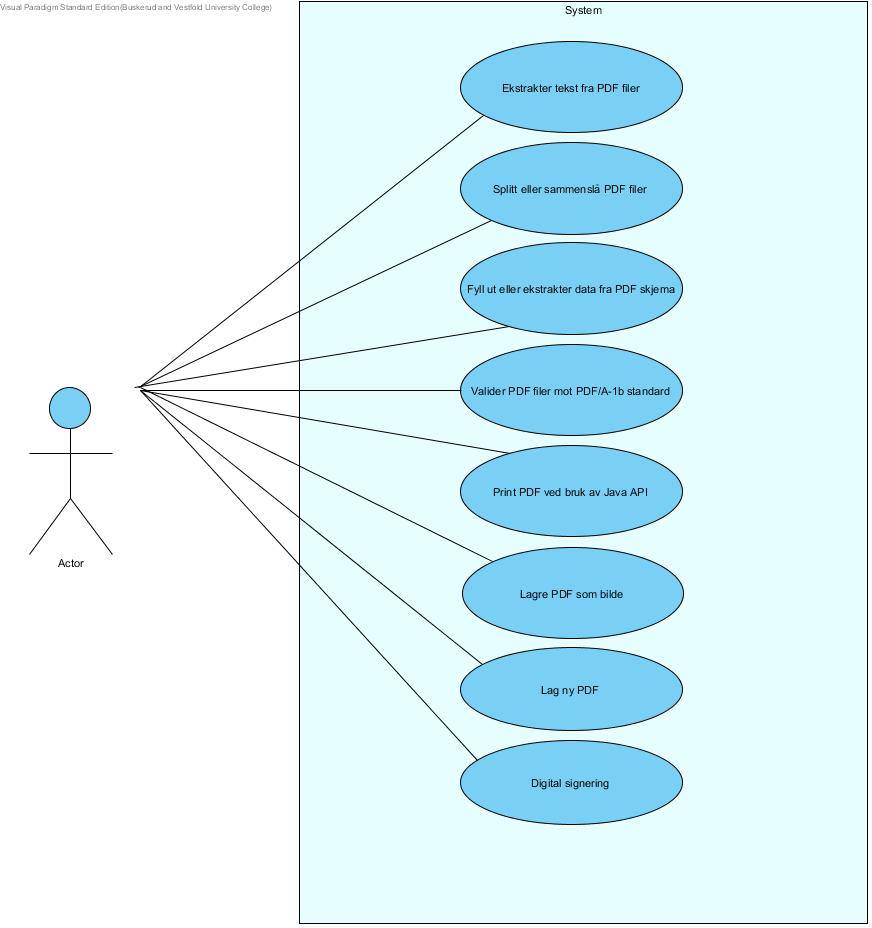 Visual Paradigm Standard Edition(Buskerud and Vestfold University College)
System
Ekstrakter tekst fra PDF filer
Splitt eller sammenslå PDF filer
Fyll ut eller ekstrakter data fra PDF skjema
Valider PDF filer mot PDF/A-1b standard
Print PDF ved bruk av Java API
Lagre PDF som bilde
Lag ny PDF
Digital signering
Actor